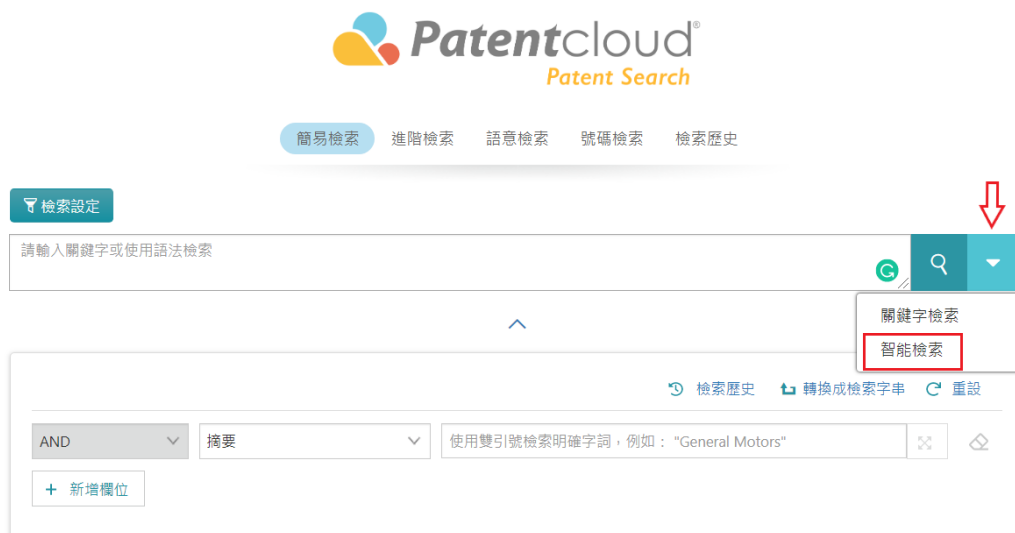 Patentcloud®
Patent Search
簡易檢索 進階檢索 語意檢索 號碼檢索 檢索歷史
檢索設定
請輸入關鍵字或使用語法檢索
關鍵字檢索
智能檢索
檢索歷史 轉換成檢索字串 重設
AND 摘要 使用雙引號檢索明確字詞，例如： "General Motors"
+ 新增欄位